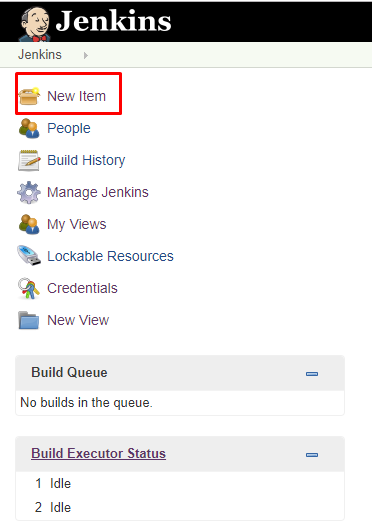 Jenkins
Jenkins
New Item
People
Build History
Manage Jenkins
My Views
Lockable Resources
Credentials
New View
Build Queue
No builds in the queue.
Build Executor Status
1 Idle
2 Idle